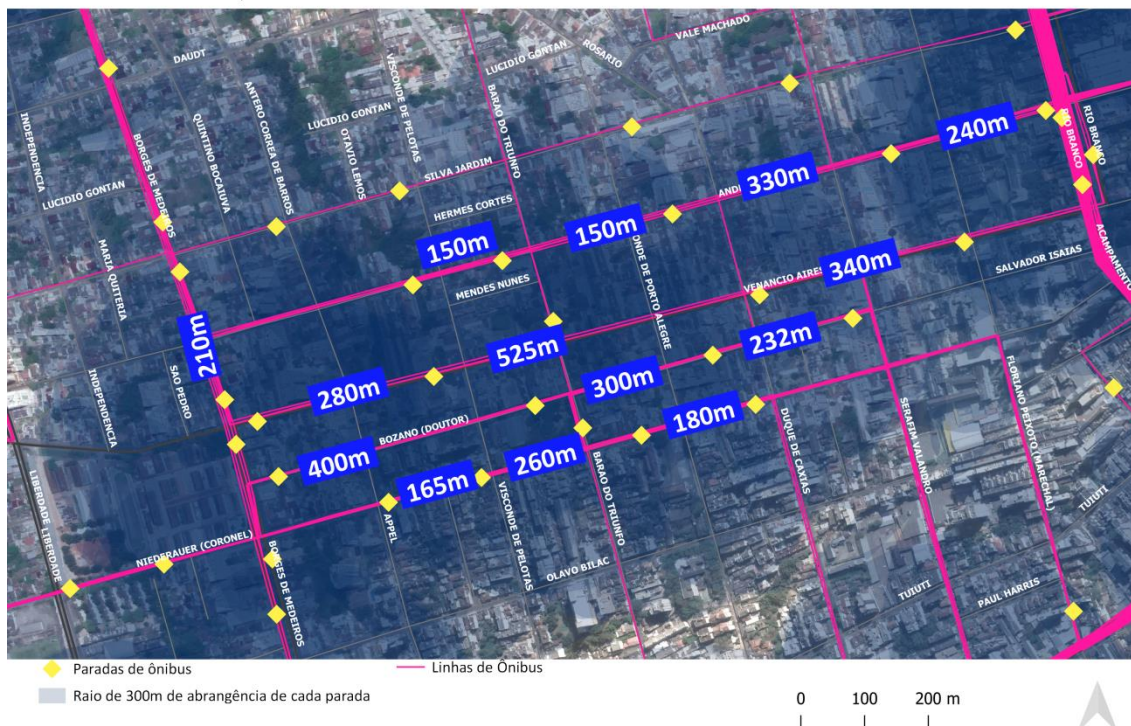 VALE MACHADO
DAUDT
ROSARIO
LUCIDIO GONTAN
VISCONDE DE PELOTAS
BARAO DO TRIUNFO
ANTERO CORREA DE BARROS
INDEPENDENCIA
QUINTINO BOCAIUVA
BORGES DE MEDEIROS
LUCIDIO GONTAN
OTAVIO LEMOS
SILVA JARDIM
RIO BRANCO
RIO BRANCO
240m
LUCIDIO GONTAN
330m
HERMES CORTES
150m
150m
MARIA QUITERIA
ACAMPAMENTO
SALVADOR ISAIAS
340m
VENANCIO AIRES
MENDES NUNES
210m
525m
232m
SAO PEDRO
280m
INDEPENDENCIA
300m
FLORIANO PEIXOTO (MARECHAL)
BOZANO (DOUTOR)
180m
400m
260m
165m
DUQUE DE CAXIAS
SERAFIM VALANDRO
BARAO DO TRIUNFO
VISCONDE DE PELOTAS
APPEL
LIBERDADE
LIBERDADE
TUIUTI
NIEDERAUER (CORONEL)
BORGES DE MEDEIROS
OLAVO BILAC
TUIUTI
PAUL HARRIS
Paradas de ônibus
Linhas de Ônibus
Raio de 300m de abrangência de cada parada
0 100 200 m